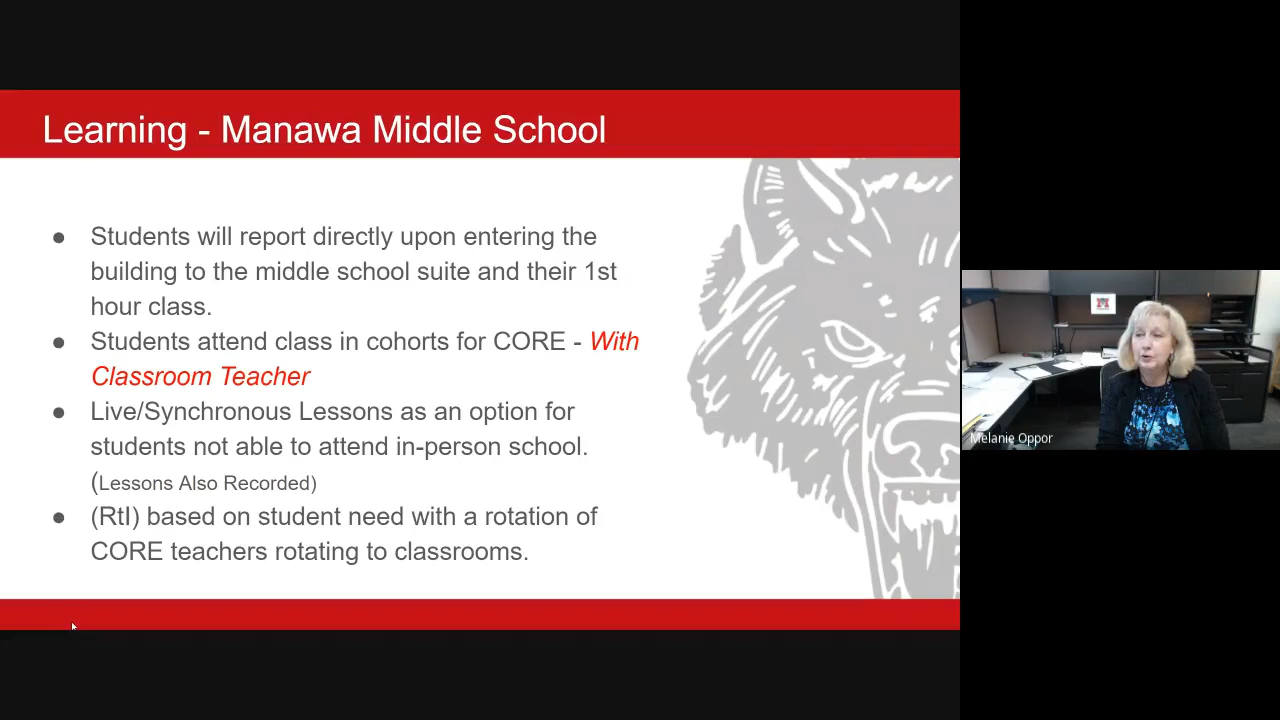 Learning - Manawa Middle School
● Students will report directly upon entering the
building to the middle school suite and their 1st
hour class.
● Students attend class in cohorts for CORE - With
Classroom Teacher
● Live/Synchronous Lessons as an option for
students not able to attend in-person school.
(Lessons Also Recorded)
● (RtI) based on student need with a rotation of
CORE teachers rotating to classrooms.
Melanie Oppor